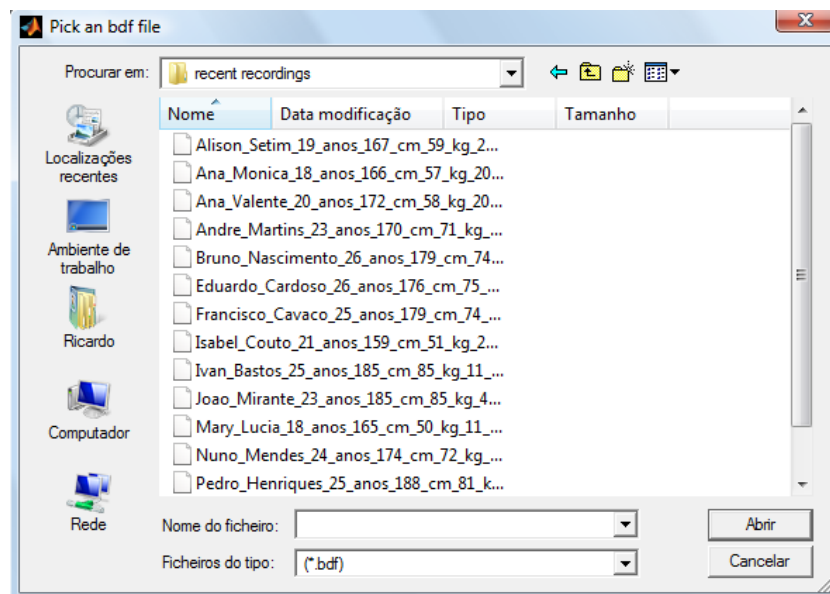 Pick an bdf file
Procurar em:
recent recordings
Nome Data modificação Tipo Tamanho
Alison_Setim_19_anos_167_cm_59_kg_2...
Ana_Monica_18_anos_166_cm_57_kg_20...
Ana_Valente_20_anos_172_cm_58_kg_20...
Andre_Martins_23_anos_170_cm_71_kg_...
Bruno_Nascimento_26_anos_179_cm_74...
Eduardo_Cardoso_26_anos_176_cm_75_...
Francisco_Cavaco_25_anos_179_cm_74_...
Isabel_Couto_21_anos_159_cm_51_kg_2...
Ivan_Bastos_25_anos_185_cm_85_kg_11_...
Joao_Mirante_23_anos_185_cm_85_kg_4...
Mary_Lucia_18_anos_165_cm_50_kg_11_...
Nuno_Mendes_24_anos_174_cm_72_kg_...
Pedro_Henriques_25_anos_188_cm_81_k...
Localizações
recentes
Ambiente de
trabalho
Ricardo
Computador
Rede
Nome do ficheiro:
Abrir
Ficheiros do tipo:
(*.bdf)
Cancelar